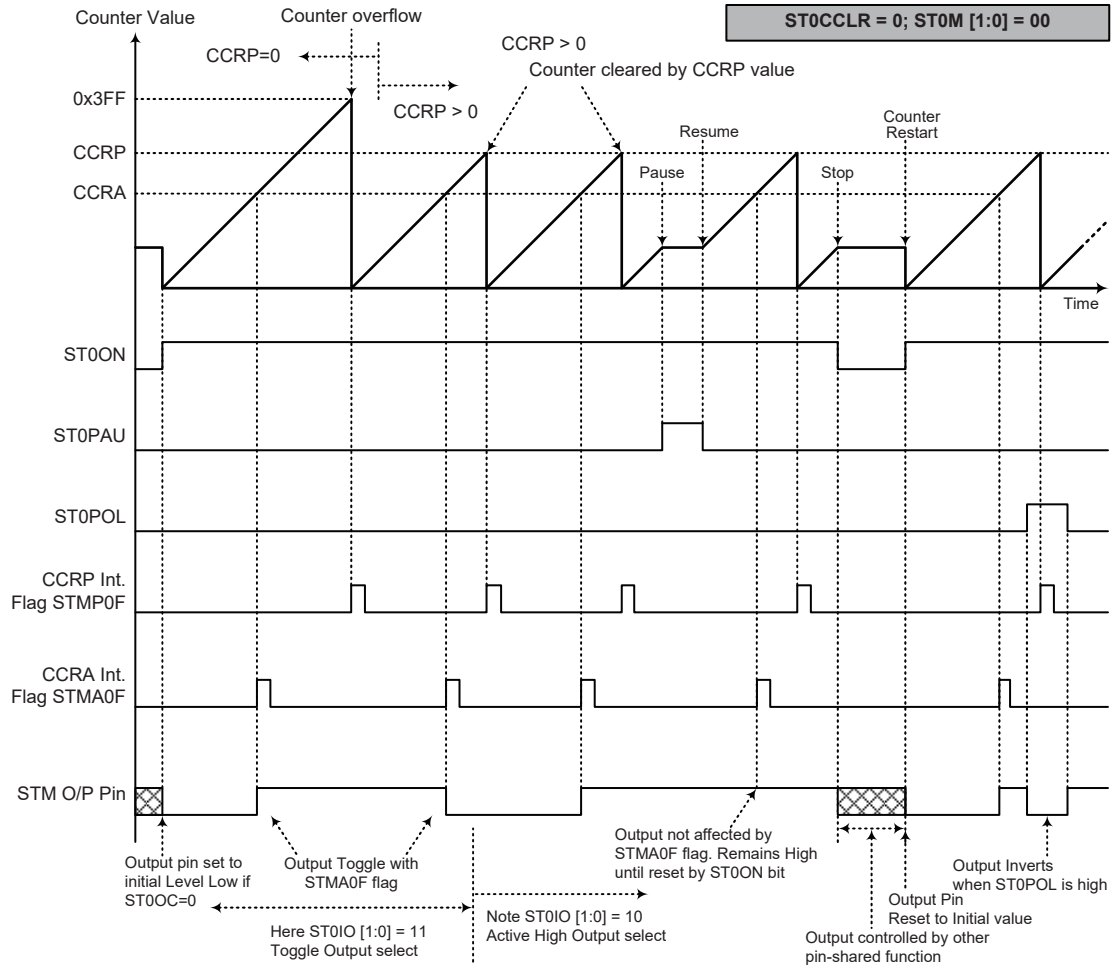 Counter Value
Counter overflow
ST0CCLR = 0; ST0M [1:0] = 00
CCRP=0
CCRP > 0
CCRP > 0
Counter cleared by CCRP value
0x3FF
CCRP
CCRA
Pause
Resume
Stop
Counter
Restart
Time
ST0ON
ST0PAU
ST0POL
CCRP Int.
Flag STMP0F
CCRA Int.
Flag STMA0F
STM O/P Pin
Output pin set to
initial Level Low if
ST0OC=0
Output Toggle with
STMA0F flag
Here ST0IO [1:0] = 11
Toggle Output select
Note ST0IO [1:0] = 10
Active High Output select
Output not affected by
STMA0F flag. Remains High
until reset by ST0ON bit
Output controlled by other
pin-shared function
Output Pin
Reset to Initial value
Output Inverts
when ST0POL is high